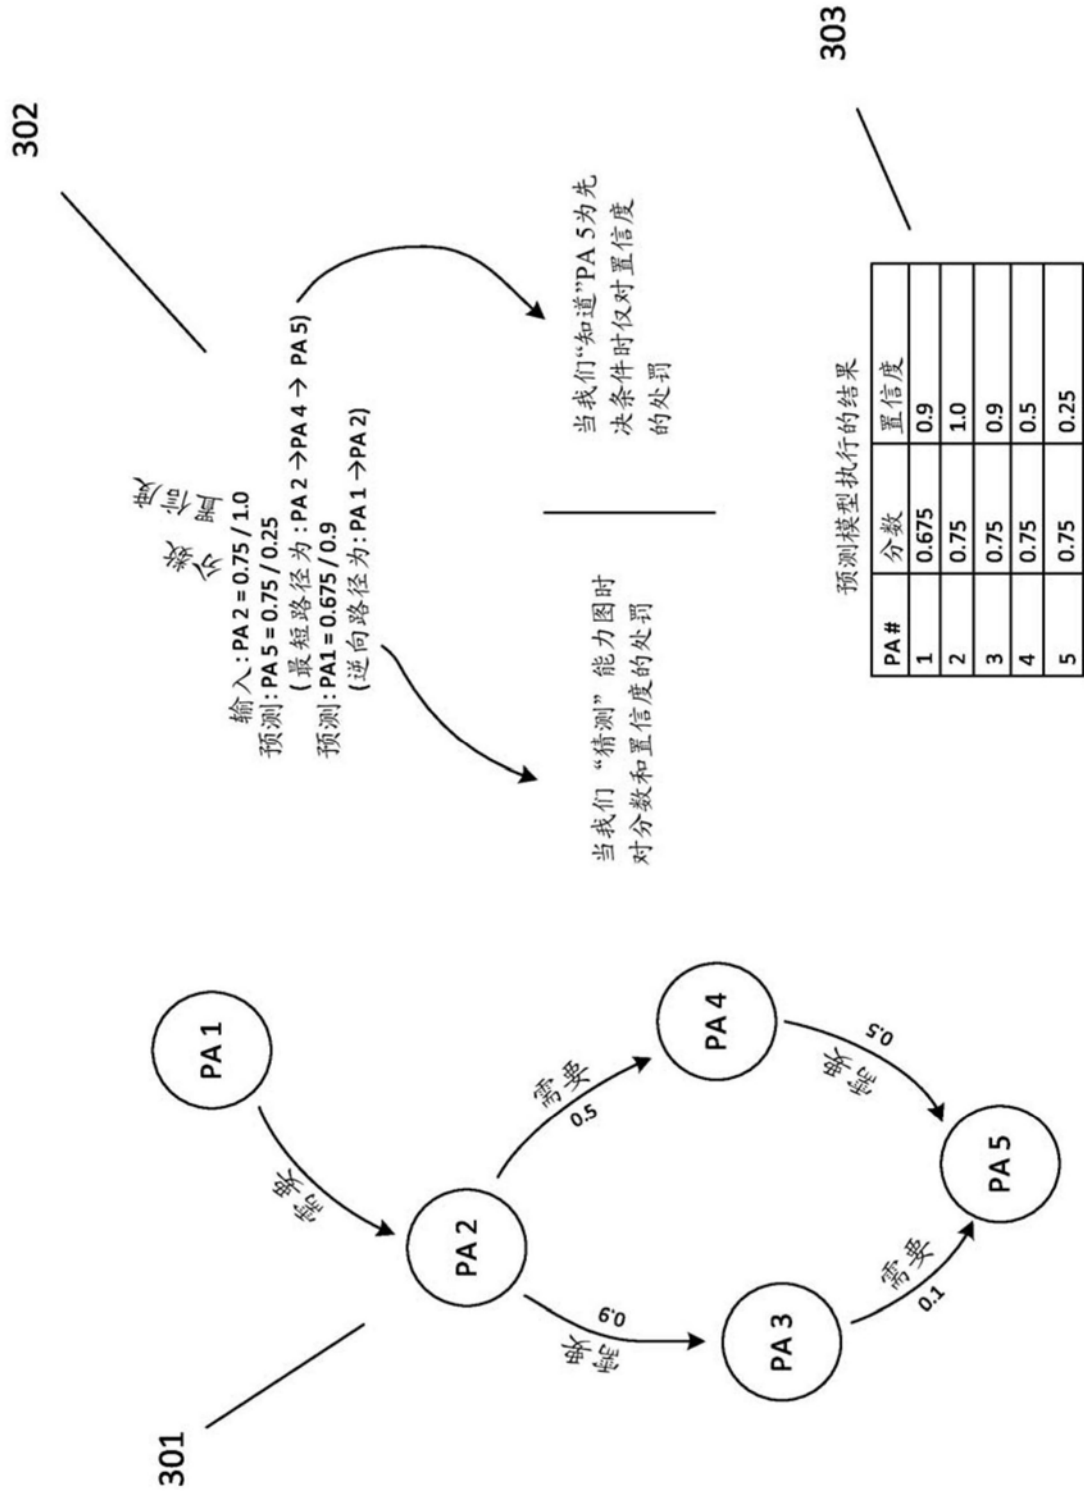 301
PA 1
需要
PA 2
需要
0.5
需要
0.9
PA 4
PA 3
需要
0.5
需要
0.1
PA 5
302
分数 置信度
输入:PA 2 = 0.75 / 1.0
预测:PA 5 = 0.75 / 0.25
(最短路径为:PA 2 →PA 4 → PA 5)
预测:PA1 = 0.675 / 0.9
(逆向路径为:PA 1 →PA 2)
当我们“猜测”能力图时
对分数和置信度的处罚
当我们“知道”PA 5为先
决条件时仅对置信度
的处罚
303
预测模型执行的结果
PA # 分数 置信度
1 0.675 0.9
2 0.75 1.0
3 0.75 0.9
4 0.75 0.5
5 0.75 0.25